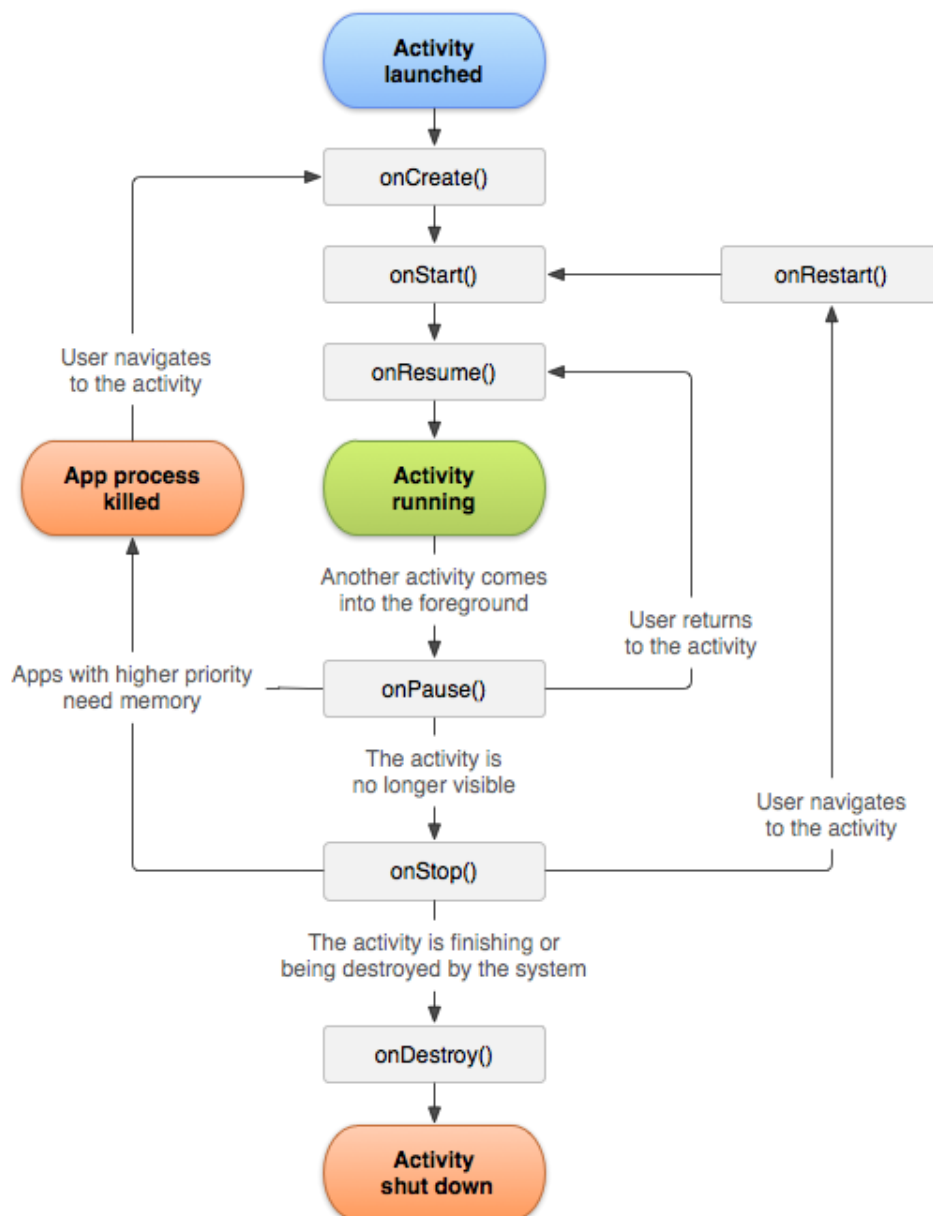 Activity
launched
onCreate()
onStart()
onRestart()
User navigates
to the activity
onResume()
App process
killed
Activity
running
Another activity comes
into the foreground
User returns
to the activity
Apps with higher priority
need memory
onPause()
The activity is
no longer visible
User navigates
to the activity
onStop()
The activity is finishing or
being destroyed by the system
onDestroy()
Activity
shut down